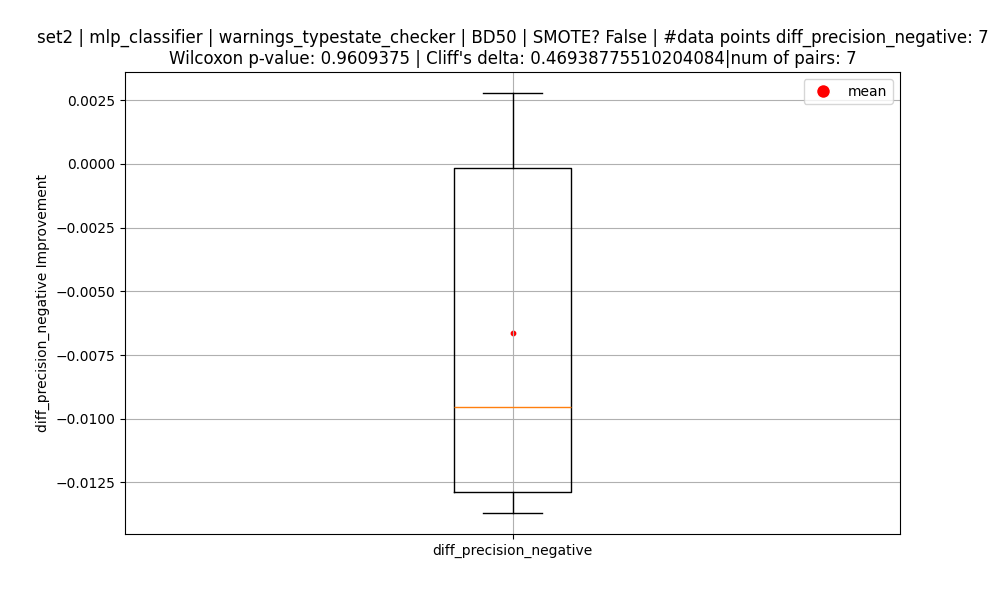 set2 | mlp_classifier | warnings_typestate_checker | BD50 | SMOTE? False | #data points diff_precision_negative: 7
Wilcoxon p-value: 0.9609375 | Cliff's delta: 0.46938775510204084|num of pairs: 7
mean
0.0025
0.0000
−0.0025
−0.0050
−0.0075
−0.0100
−0.0125
diff_precision_negative Improvement
diff_precision_negative